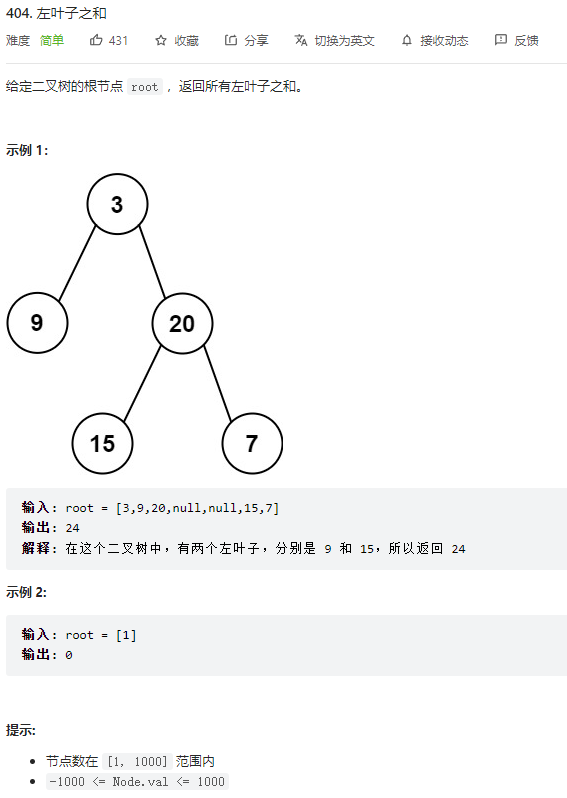 404. 左叶子之和
难度 简单 431 收藏 分享 切换为英文 接收动态 反馈
给定二叉树的根节点 root ，返回所有左叶子之和。
示例 1：
3
9 20
15 7
输入: root = [3,9,20,null,null,15,7]
输出: 24
解释: 在这个二叉树中，有两个左叶子，分别是 9 和 15，所以返回 24
示例 2:
输入: root = [1]
输出: 0
提示:
节点数在 [1, 1000] 范围内
-1000 <= Node.val <= 1000